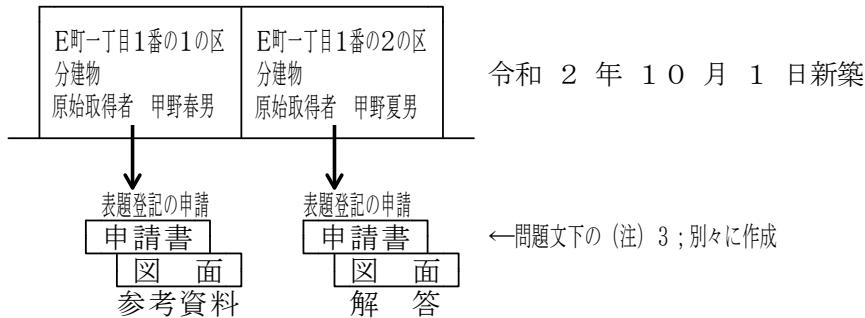 E町一丁目1番の1の区
分建物
原始取得者　甲野春男
E町一丁目1番の2の区
分建物
原始取得者　甲野夏男
令和 2 年 10 月 1 日新築
表題登記の申請
申請書
図　面
参考資料
表題登記の申請
申請書
図　面
解　答
←問題文下の（注）3；別々に作成